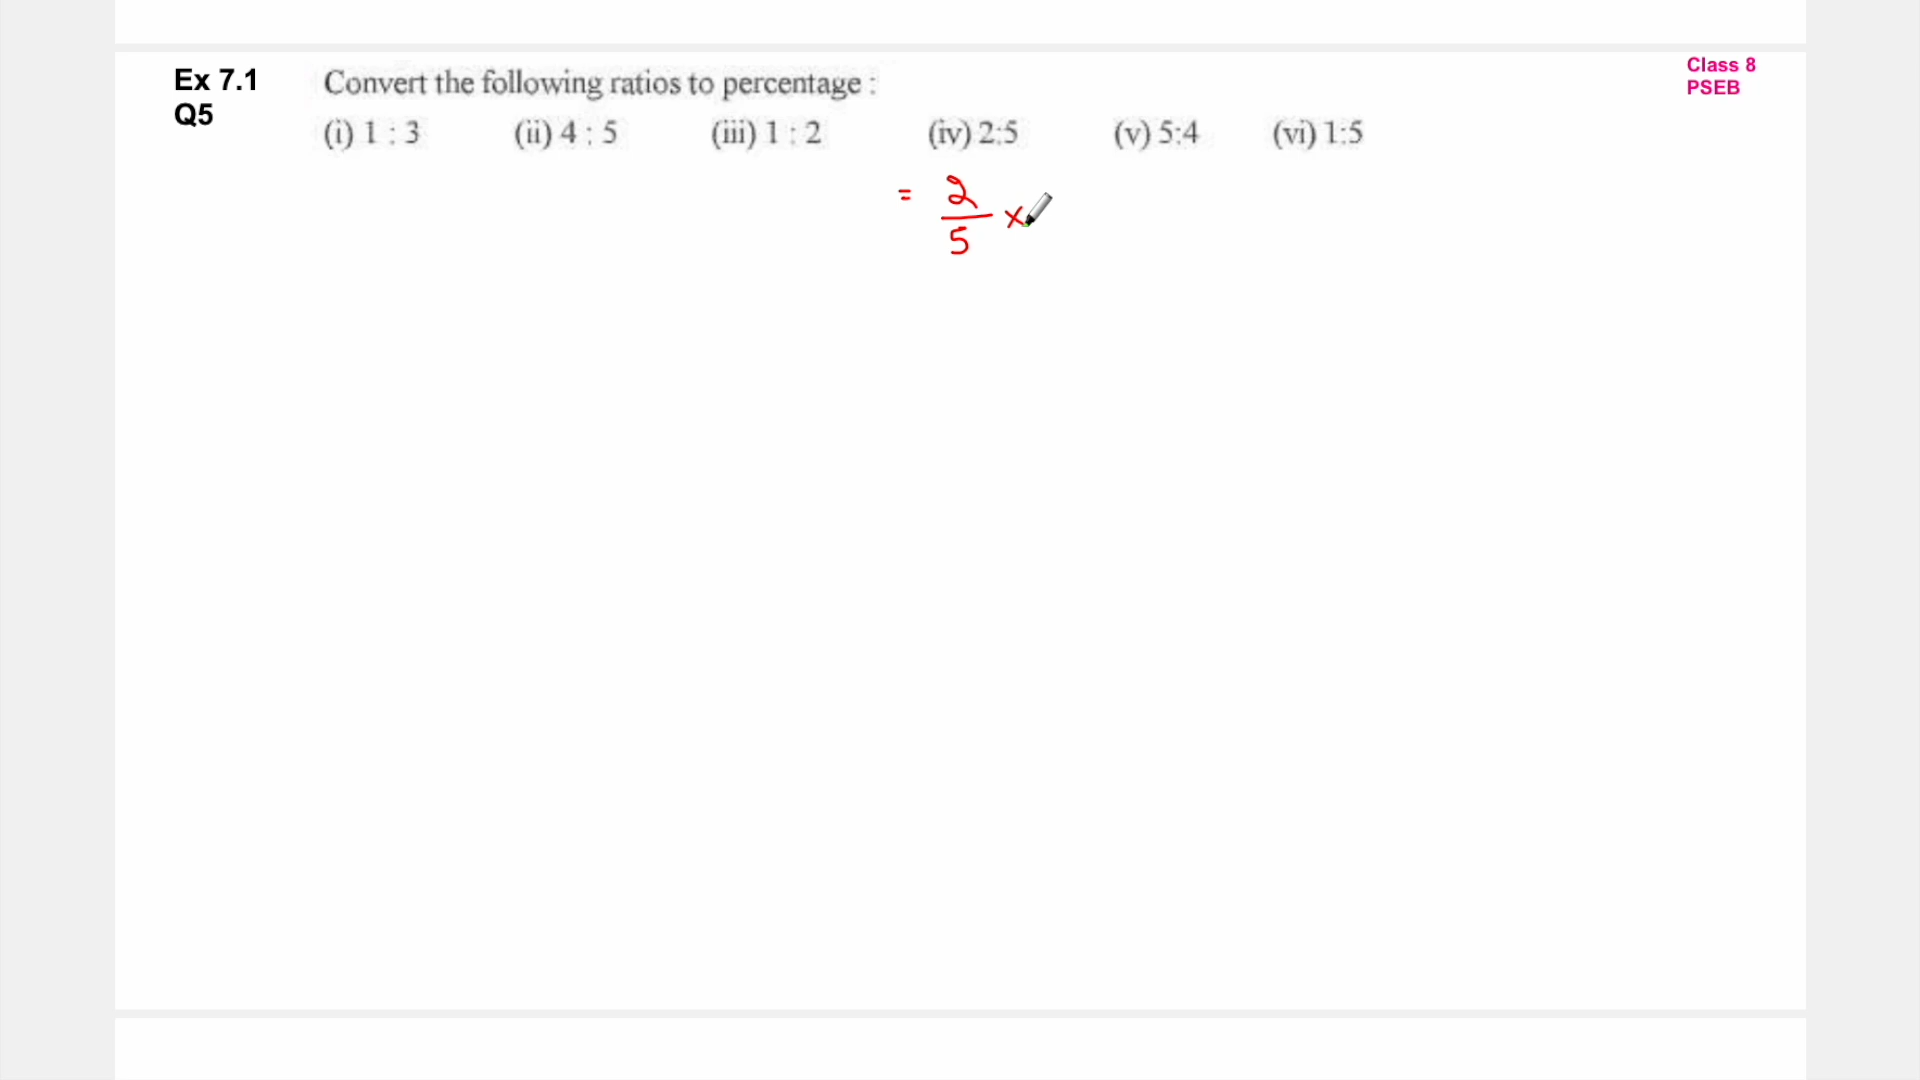 Ex 7.1
Q5
Convert the following ratios to percentage :
(i) 1 : 3 (ii) 4 : 5 (iii) 1 : 2 (iv) 2:5 (v) 5:4 (vi) 1:5
Class 8
PSEB
= 2
5 ×